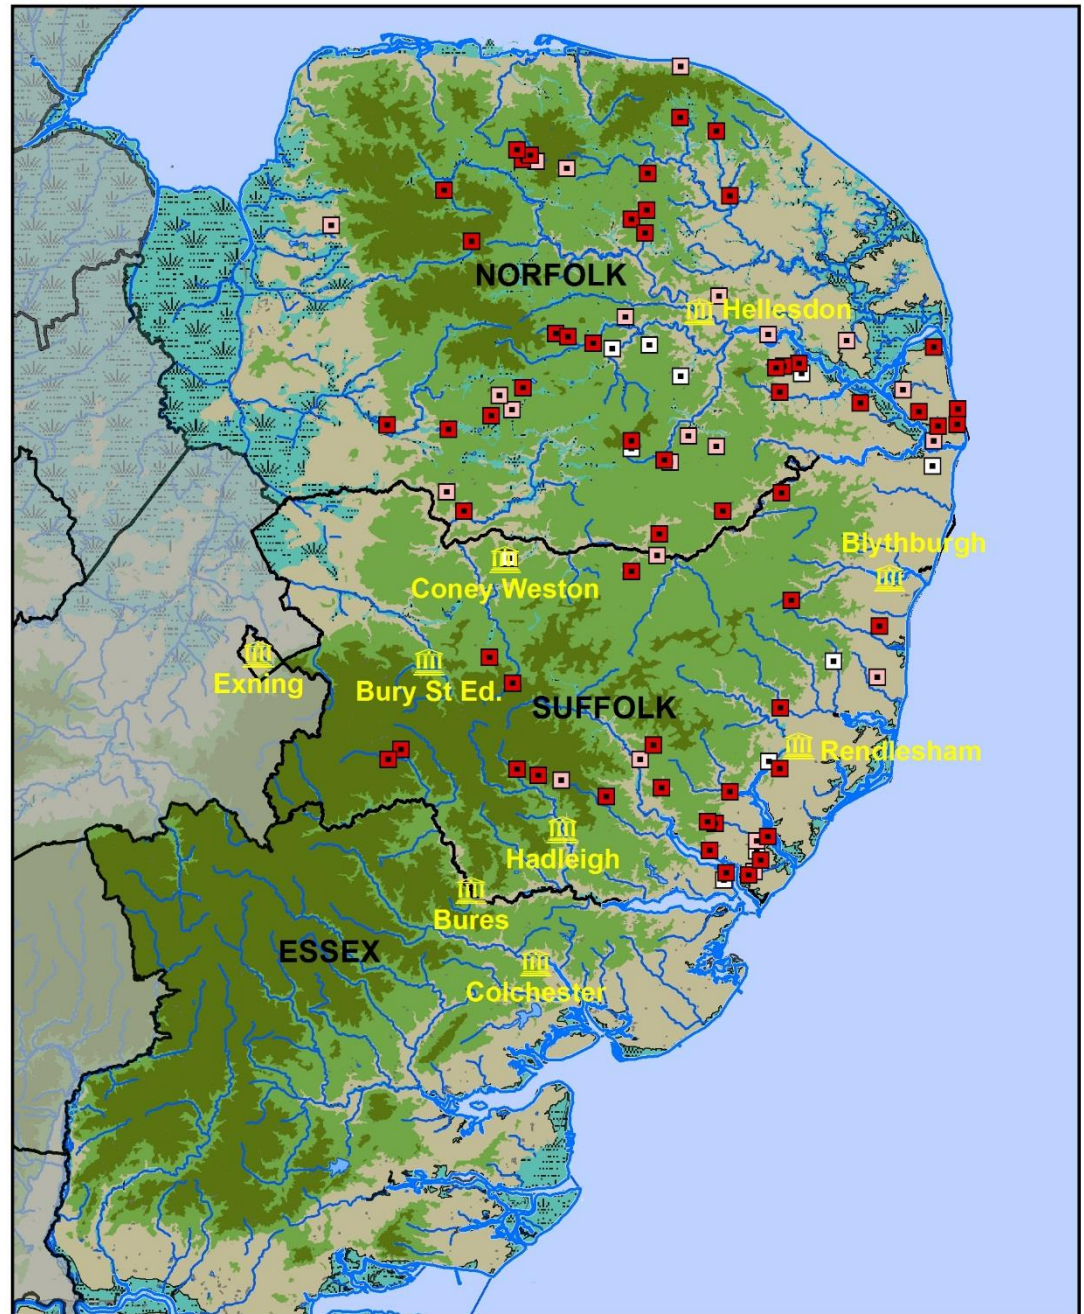 NORFOLK
Hellesdon
Blythburgh
Coney Weston
Exning
Bury St Ed.
SUFFOLK
Rendlesham
Hadleigh
Bures
ESSEX
Colchester